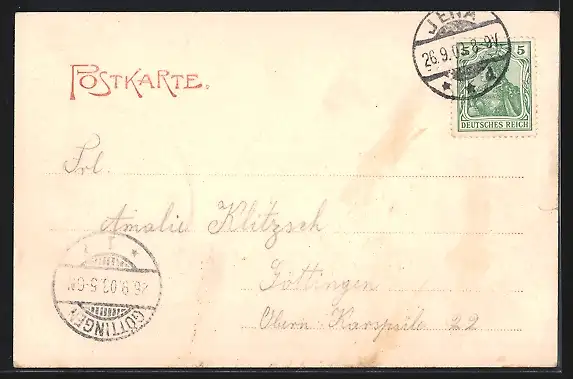 JENA
26.9.03. 8-9V.
d
5
DEUTSCHES REICH
POSTKARTE.
Frl.
Amalie Klitzsch
Göttingen
Obern-Karspüle 22
26.9.03. 5-6N
GÖTTINGEN